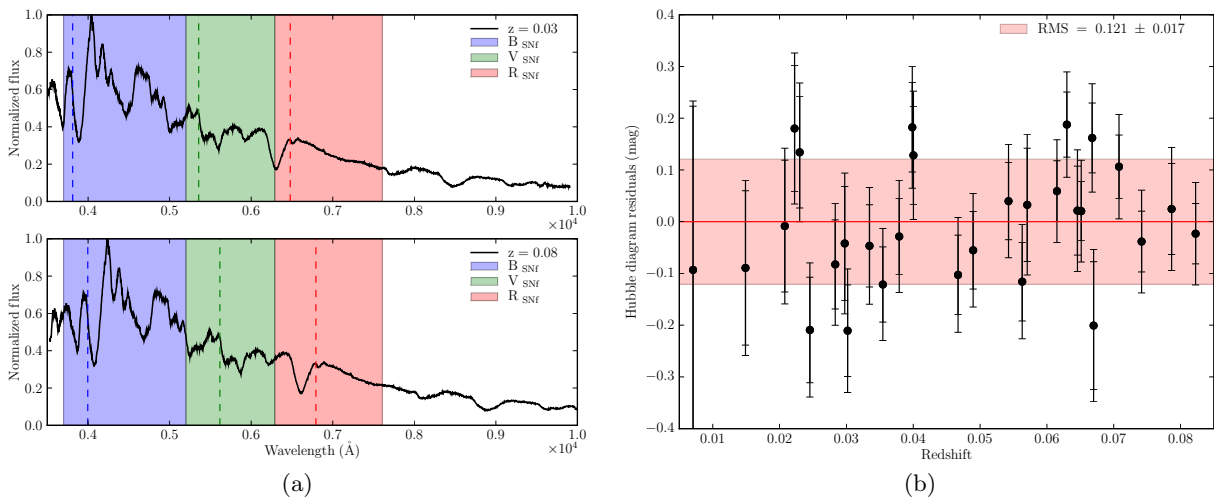 1.0
0.8
0.6
0.4
0.2
0.0
Normalized flux
z = 0.03
B SNf
V SNf
R SNf
0.4 0.5 0.6 0.7 0.8 0.9 1.0
×10⁴
1.0
0.8
0.6
0.4
0.2
0.0
Normalized flux
z = 0.08
B SNf
V SNf
R SNf
0.4 0.5 0.6 0.7 0.8 0.9 1.0
Wavelength (Å)
×10⁴
(a)
0.4
0.3
0.2
0.1
0.0
−0.1
−0.2
−0.3
−0.4
Hubble diagram residuals (mag)
RMS = 0.121 ± 0.017
0.01 0.02 0.03 0.04 0.05 0.06 0.07 0.08
Redshift
(b)